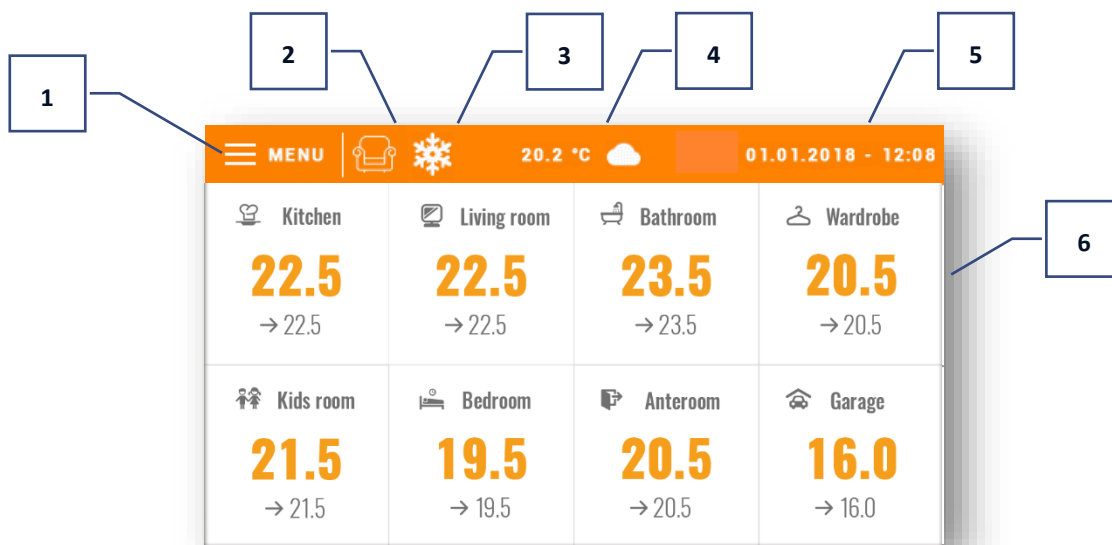 1
2
3
4
5
6
MENU
20.2 °C
01.01.2018 - 12:08
Kitchen
22.5
→ 22.5
Living room
22.5
→ 22.5
Bathroom
23.5
→ 23.5
Wardrobe
20.5
→ 20.5
Kids room
21.5
→ 21.5
Bedroom
19.5
→ 19.5
Anteroom
20.5
→ 20.5
Garage
16.0
→ 16.0